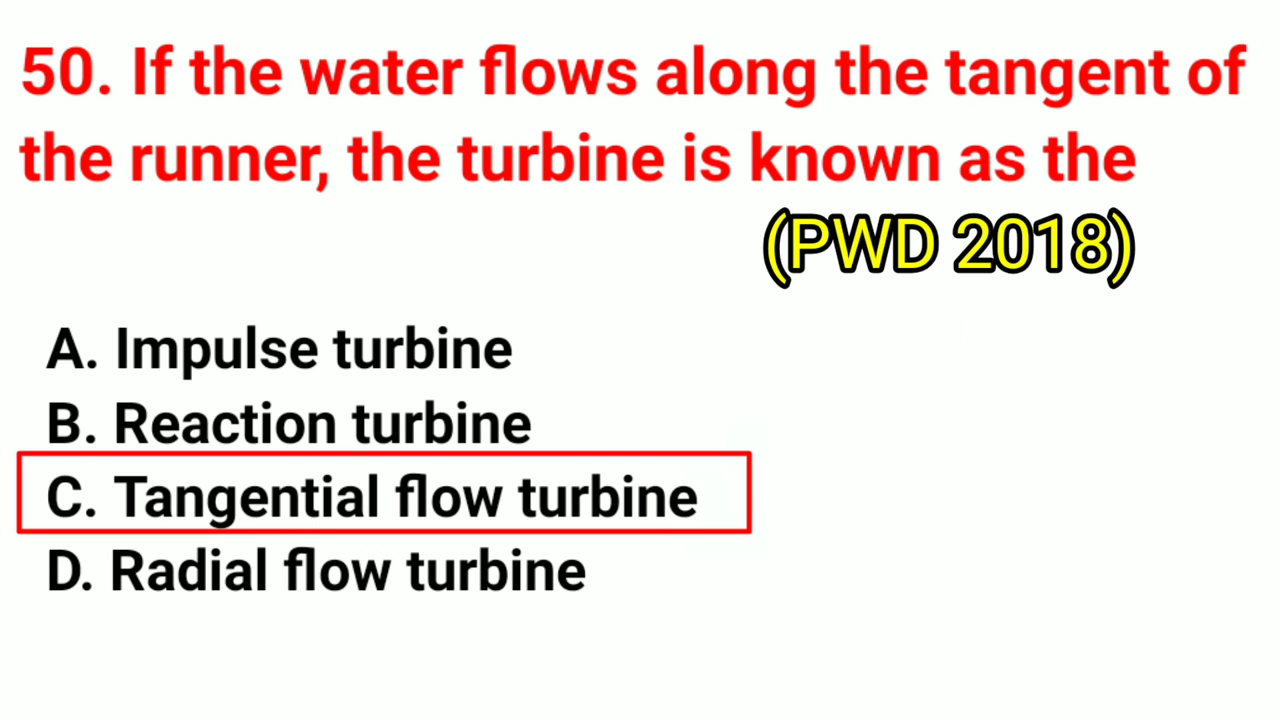 50. If the water flows along the tangent of
the runner, the turbine is known as the
(PWD 2018)
A. Impulse turbine
B. Reaction turbine
C. Tangential flow turbine
D. Radial flow turbine